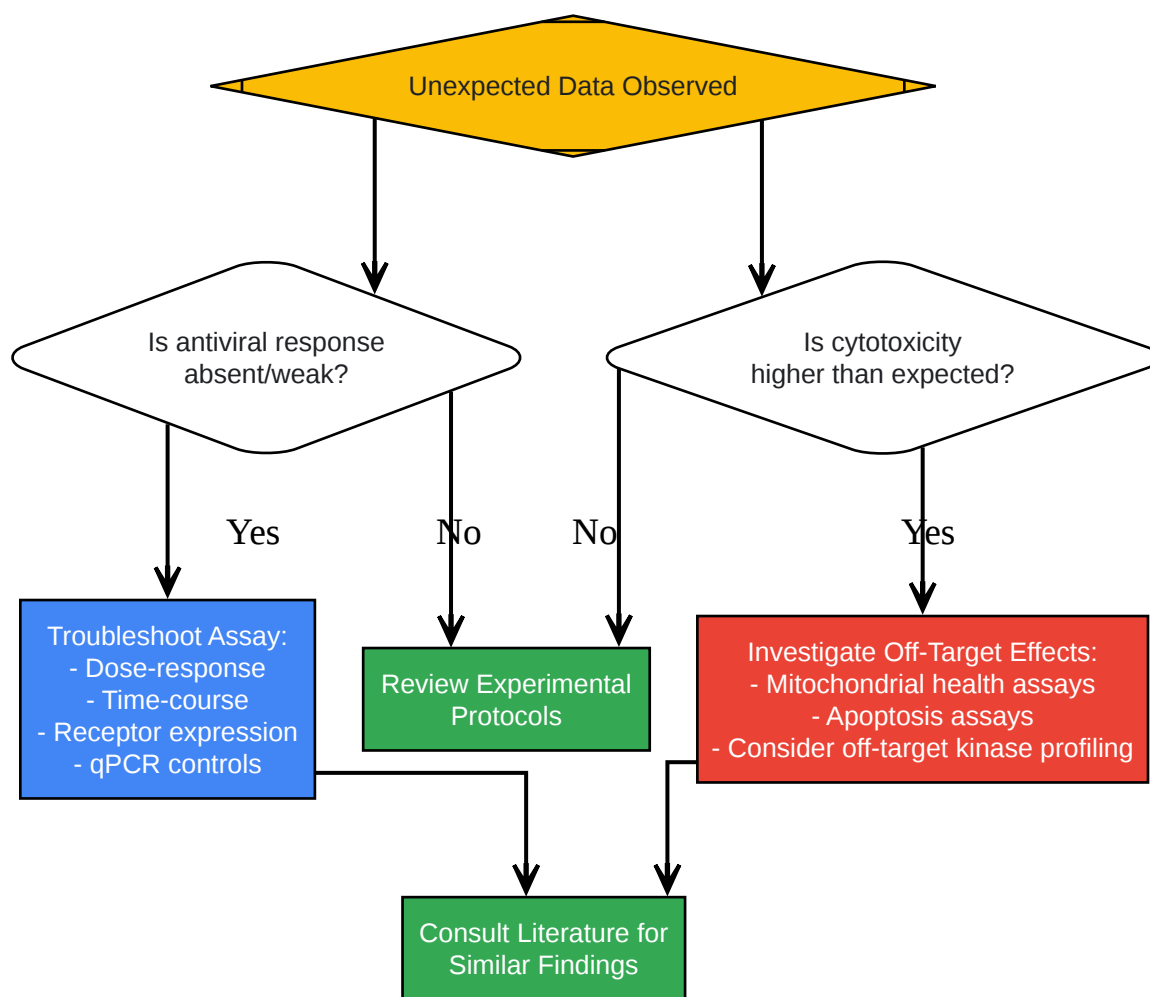 Unexpected Data Observed
Is antiviral response
absent/weak?
Is cytotoxicity
higher than expected?
Yes
No
No
Yes
Troubleshoot Assay:
- Dose-response
- Time-course
- Receptor expression
- qPCR controls
Review Experimental
Protocols
Investigate Off-Target Effects:
- Mitochondrial health assays
- Apoptosis assays
- Consider off-target kinase profiling
Consult Literature for
Similar Findings